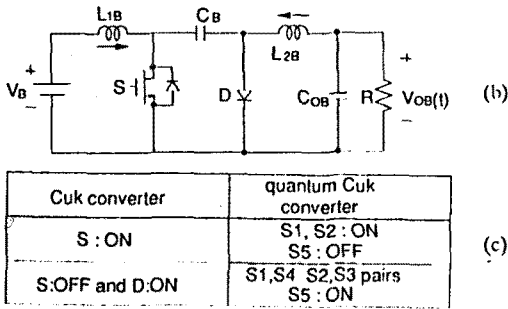 L1B
CB
L2B
+
VB
−
S
D
COB
R
+
VOB(t)
−
(b)
Cuk converter
quantum Cuk
converter
S : ON
S1, S2 : ON
S5 : OFF
(c)
S:OFF and D:ON
S1,S4 S2,S3 pairs
S5 : ON